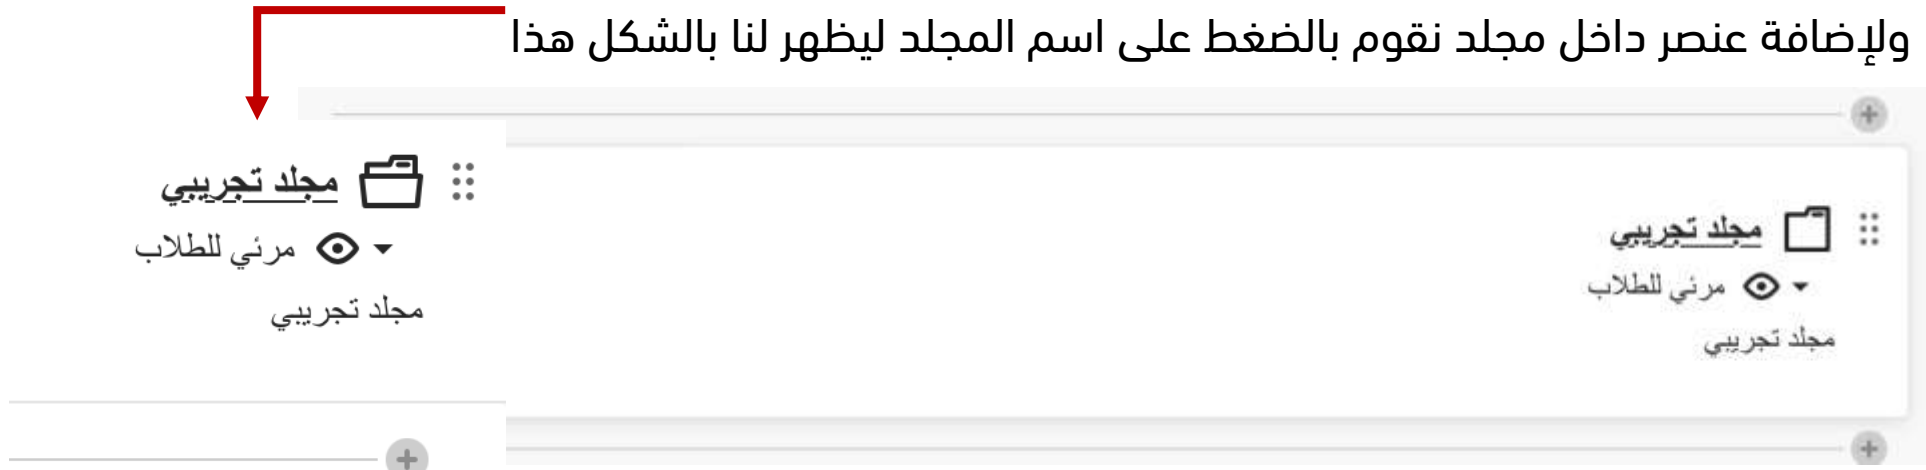 ولإضافة عنصر داخل مجلد نقوم بالضغط على اسم المجلد ليظهر لنا بالشكل هذا
مجلد تجريبي
مرئي للطلاب
مجلد تجريبي
مجلد تجريبي
مرئي للطلاب
مجلد تجريبي